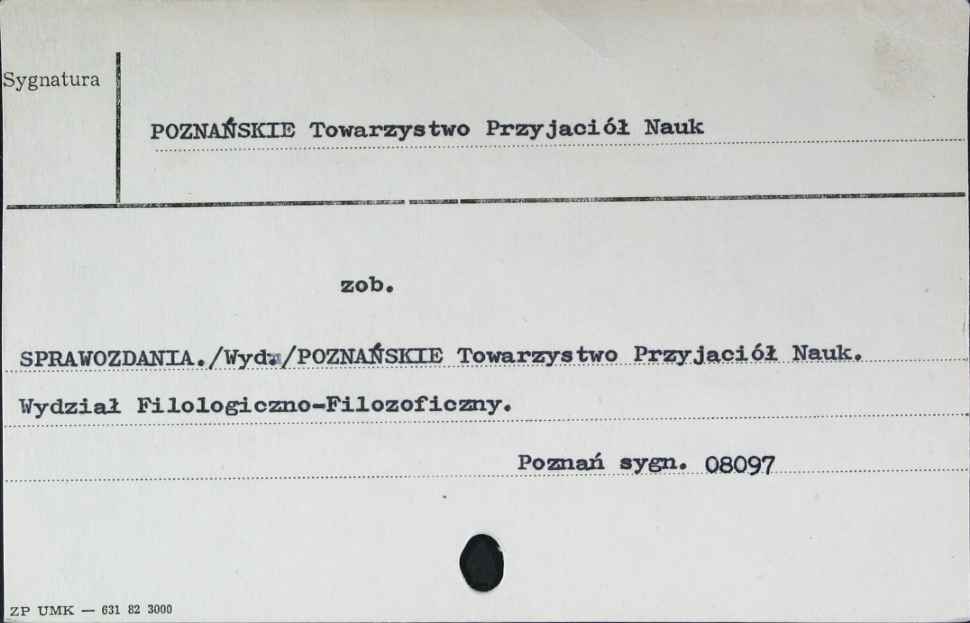 Sygnatura
POZNAŃSKIE Towarzystwo Przyjaciół Nauk
zob.
SPRAWOZDANIA./Wyd./POZNAŃSKIE Towarzystwo Przyjaciół Nauk.
Wydział Filologiczno-Filozoficzny.
Poznań sygn. 08097
ZP UMK — 631 82 3000